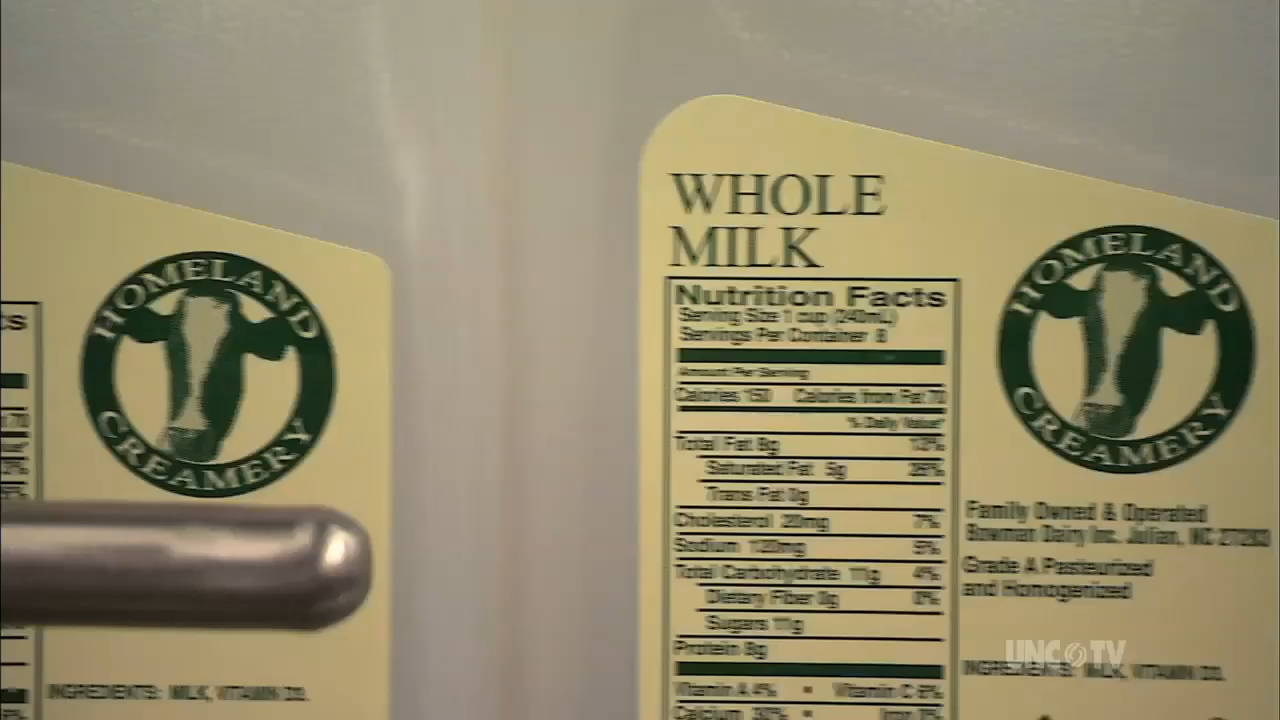 HOMELAND
CREAMERY
INGREDIENTS: MILK, VITAMIN D3.
WHOLE
MILK
Nutrition Facts
Serving Size 1 cup (240mL)
Servings Per Container 8
Amount Per Serving
Calories 150 Calories from Fat 70
% Daily Value*
Total Fat 8g 13%
Saturated Fat 5g
Trans Fat 0g
Cholesterol 20mg 7%
Sodium 120mg 5%
Total Carbohydrate 11g 4%
Dietary Fiber 0g 0%
Sugars 11g
Protein 8g
Vitamin A 4% • Vitamin C
Calcium 30% • Iron
HOMELAND
CREAMERY
Family Owned & Operated
Bowman Dairy Inc. Julian, NC 27283
Grade A Pasteurized
and Homogenized
INGREDIENTS: MILK, VITAMIN D3.
UNC TV